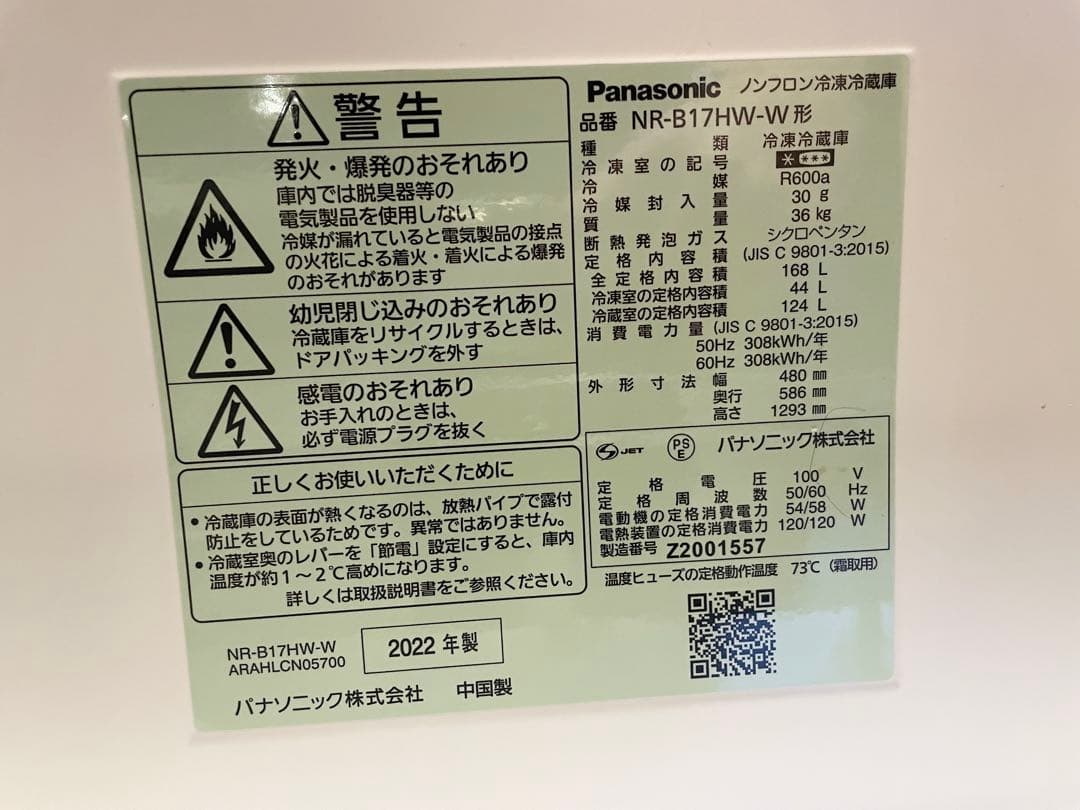 警告
発火・爆発のおそれあり
庫内では脱臭器等の
電気製品を使用しない
冷媒が漏れていると電気製品の接点
の火花による着火・着火による爆発
のおそれがあります
幼児閉じ込みのおそれあり
冷蔵庫をリサイクルするときは、
ドアパッキングを外す
感電のおそれあり
お手入れのときは、
必ず電源プラグを抜く
正しくお使いいただくために
• 冷蔵庫の表面が熱くなるのは、放熱パイプで露付
防止をしているためです。異常ではありません。
• 冷蔵室奥のレバーを「節電」設定にすると、庫内
温度が約1～2℃高めになります。
詳しくは取扱説明書をご参照ください。
NR-B17HW-W
ARAHLCN05700
2022 年製
パナソニック株式会社 中国製
Panasonic ノンフロン冷凍冷蔵庫
品番 NR-B17HW-W 形
種類 冷凍冷蔵庫
冷凍室の記号 * ***
冷媒 R600a
冷媒封入量 30 g
質量 36 kg
断熱発泡ガス シクロペンタン
定格内容積 (JIS C 9801-3:2015)
全定格内容積 168 L
冷凍室の定格内容積 44 L
冷蔵室の定格内容積 124 L
消費電力量 (JIS C 9801-3:2015)
50Hz 308kWh/年
60Hz 308kWh/年
外形寸法 幅 480 mm
奥行 586 mm
高さ 1293 mm
JET PS E パナソニック株式会社
定格電圧 100 V
定格周波数 50/60 Hz
電動機の定格消費電力 54/58 W
電熱装置の定格消費電力 120/120 W
製造番号 Z2001557
温度ヒューズの定格動作温度 73℃ (霜取用)